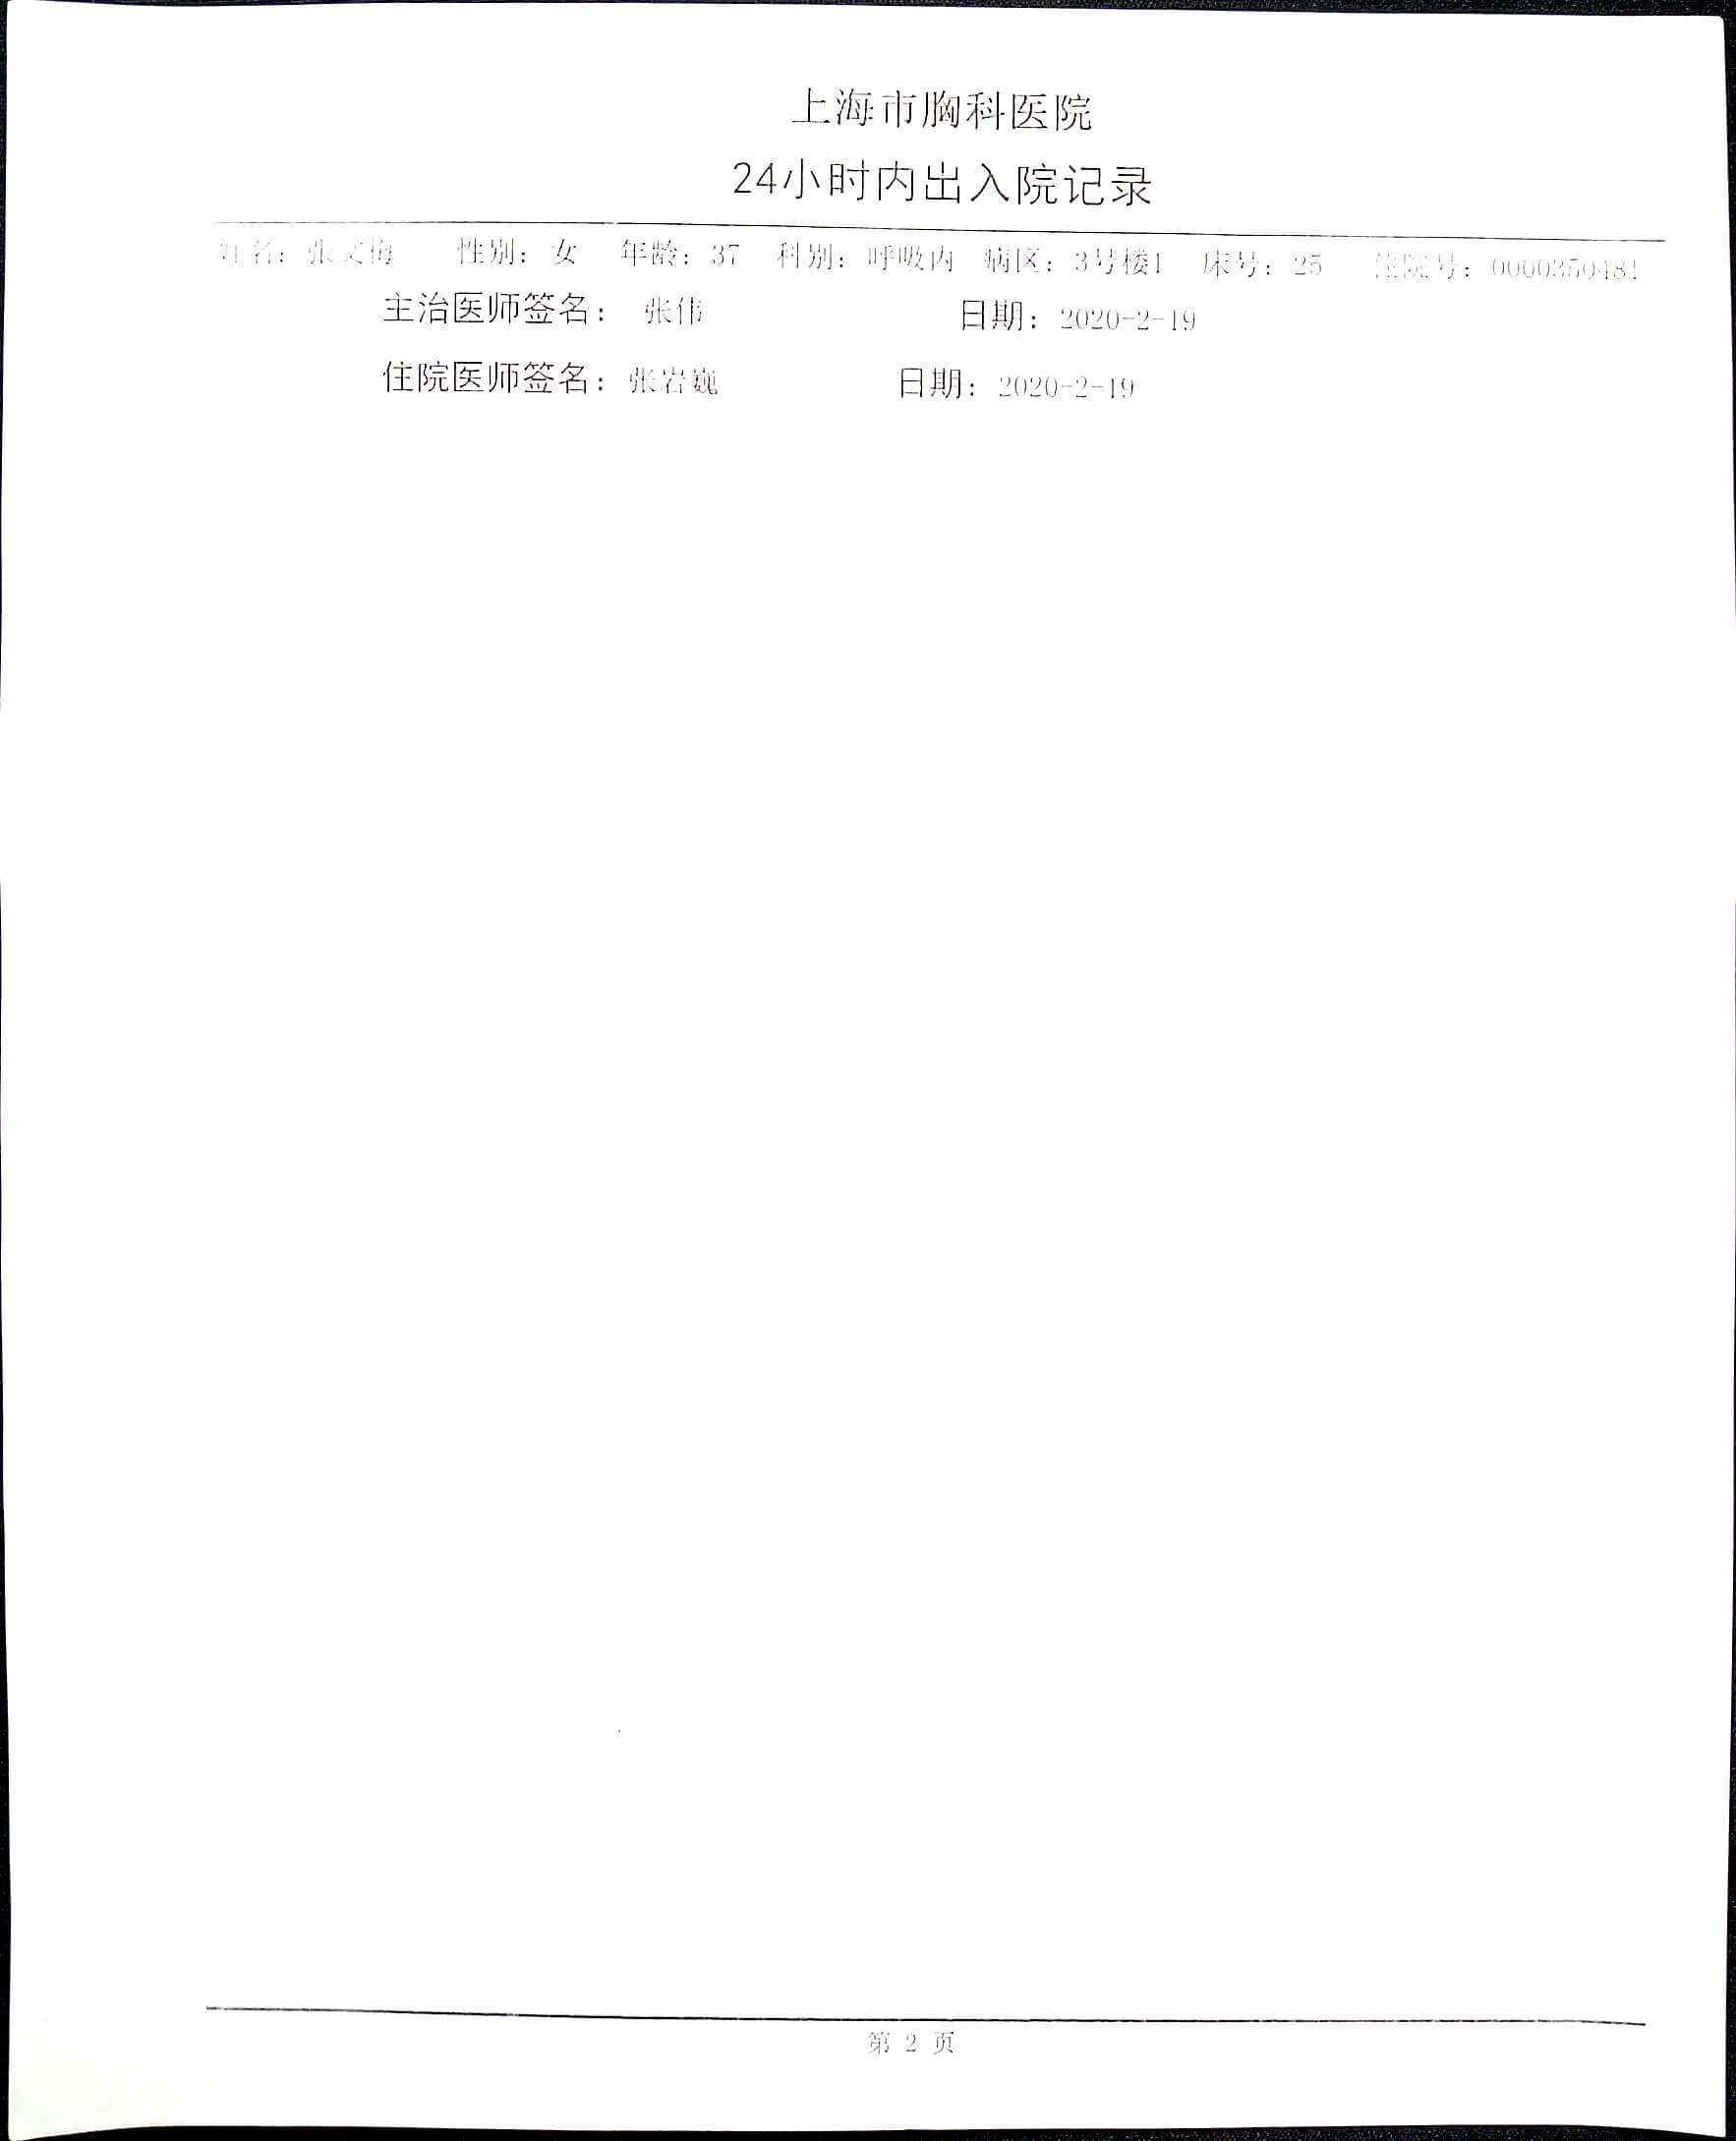 上海市胸科医院
24小时内出入院记录
姓名：张文梅 性别：女 年龄：37 科别：呼吸内 病区：3号楼1 床号：25 住院号：0000350481
主治医师签名：张伟 日期：2020-2-19
住院医师签名：张岩巍 日期：2020-2-19
第 2 页